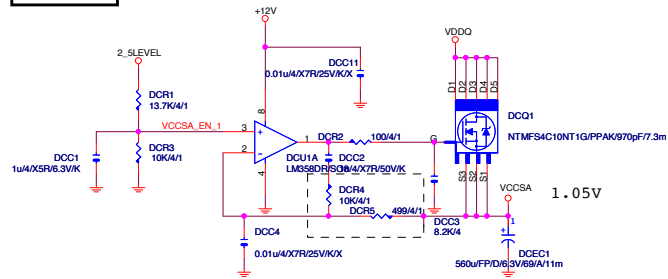 +12V
VDDQ
2_5LEVEL
DCC11
0.01u/4/X7R/25V/K/X
D1
D2
D3
D4
D5
DCR1
13.7K/4/1
DCQ1
NTMFS4C10NT1G/PPAK/970pF/7.3m
VCCSA_EN_1
8
3
+
1
DCR2
100/4/1
G
2
−
4
DCC1
1u/4/X5R/6.3V/K
DCR3
10K/4/1
DCU1A
LM358DR/SO8
DCC2
/4/X7R/50V/K
S3
S2
S1
DCR4
10K/4/1
VCCSA
1.05V
DCR5
499/4/1
DCC3
8.2K/4
1
+
DCC4
0.01u/4/X7R/25V/K/X
DCEC1
560u/FP/D/6.3V/69/A/11m